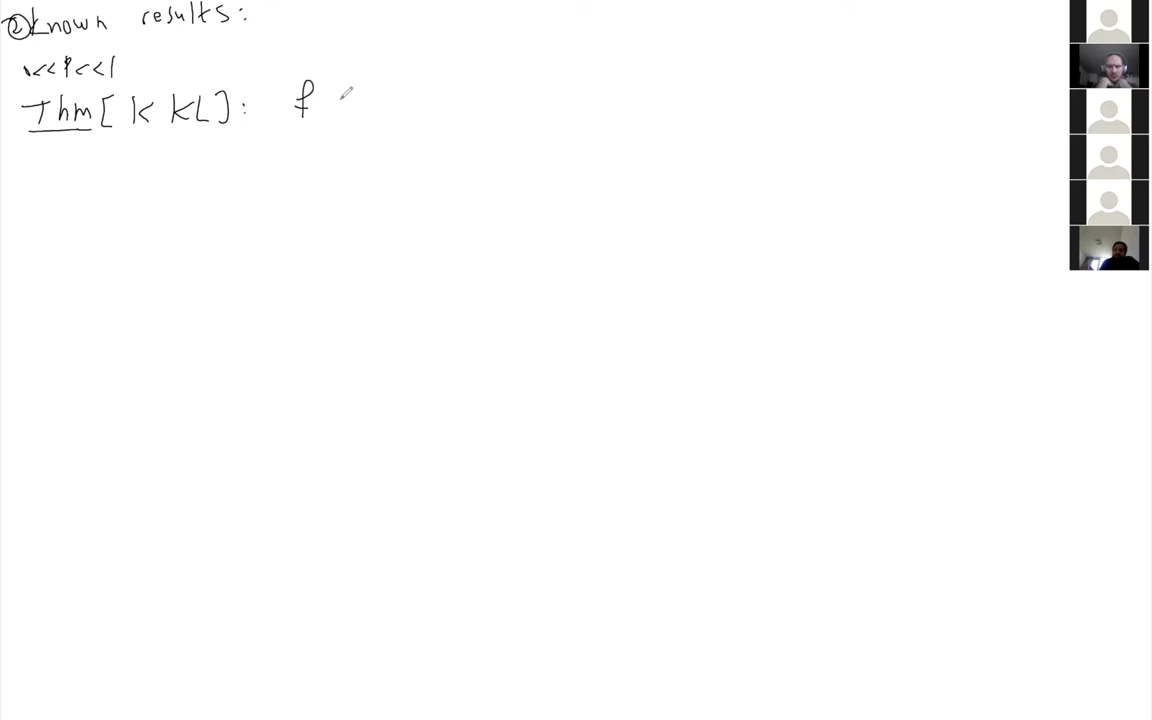 ② Known results:
<<p<<1
Thm [KKL]: f